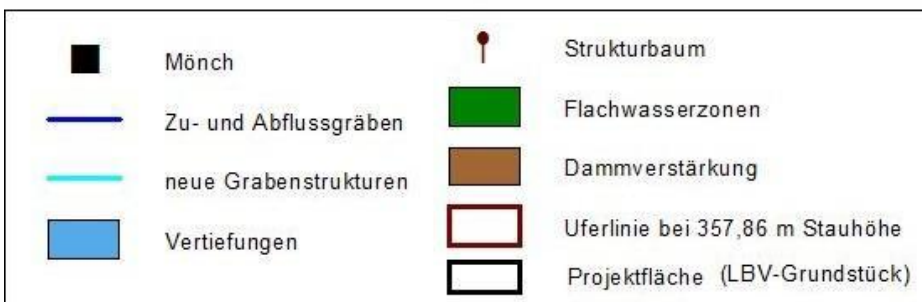 Mönch
Zu- und Abflussgräben
neue Grabenstrukturen
Vertiefungen
Strukturbaum
Flachwasserzonen
Dammverstärkung
Uferlinie bei 357,86 m Stauhöhe
Projektfläche (LBV-Grundstück)